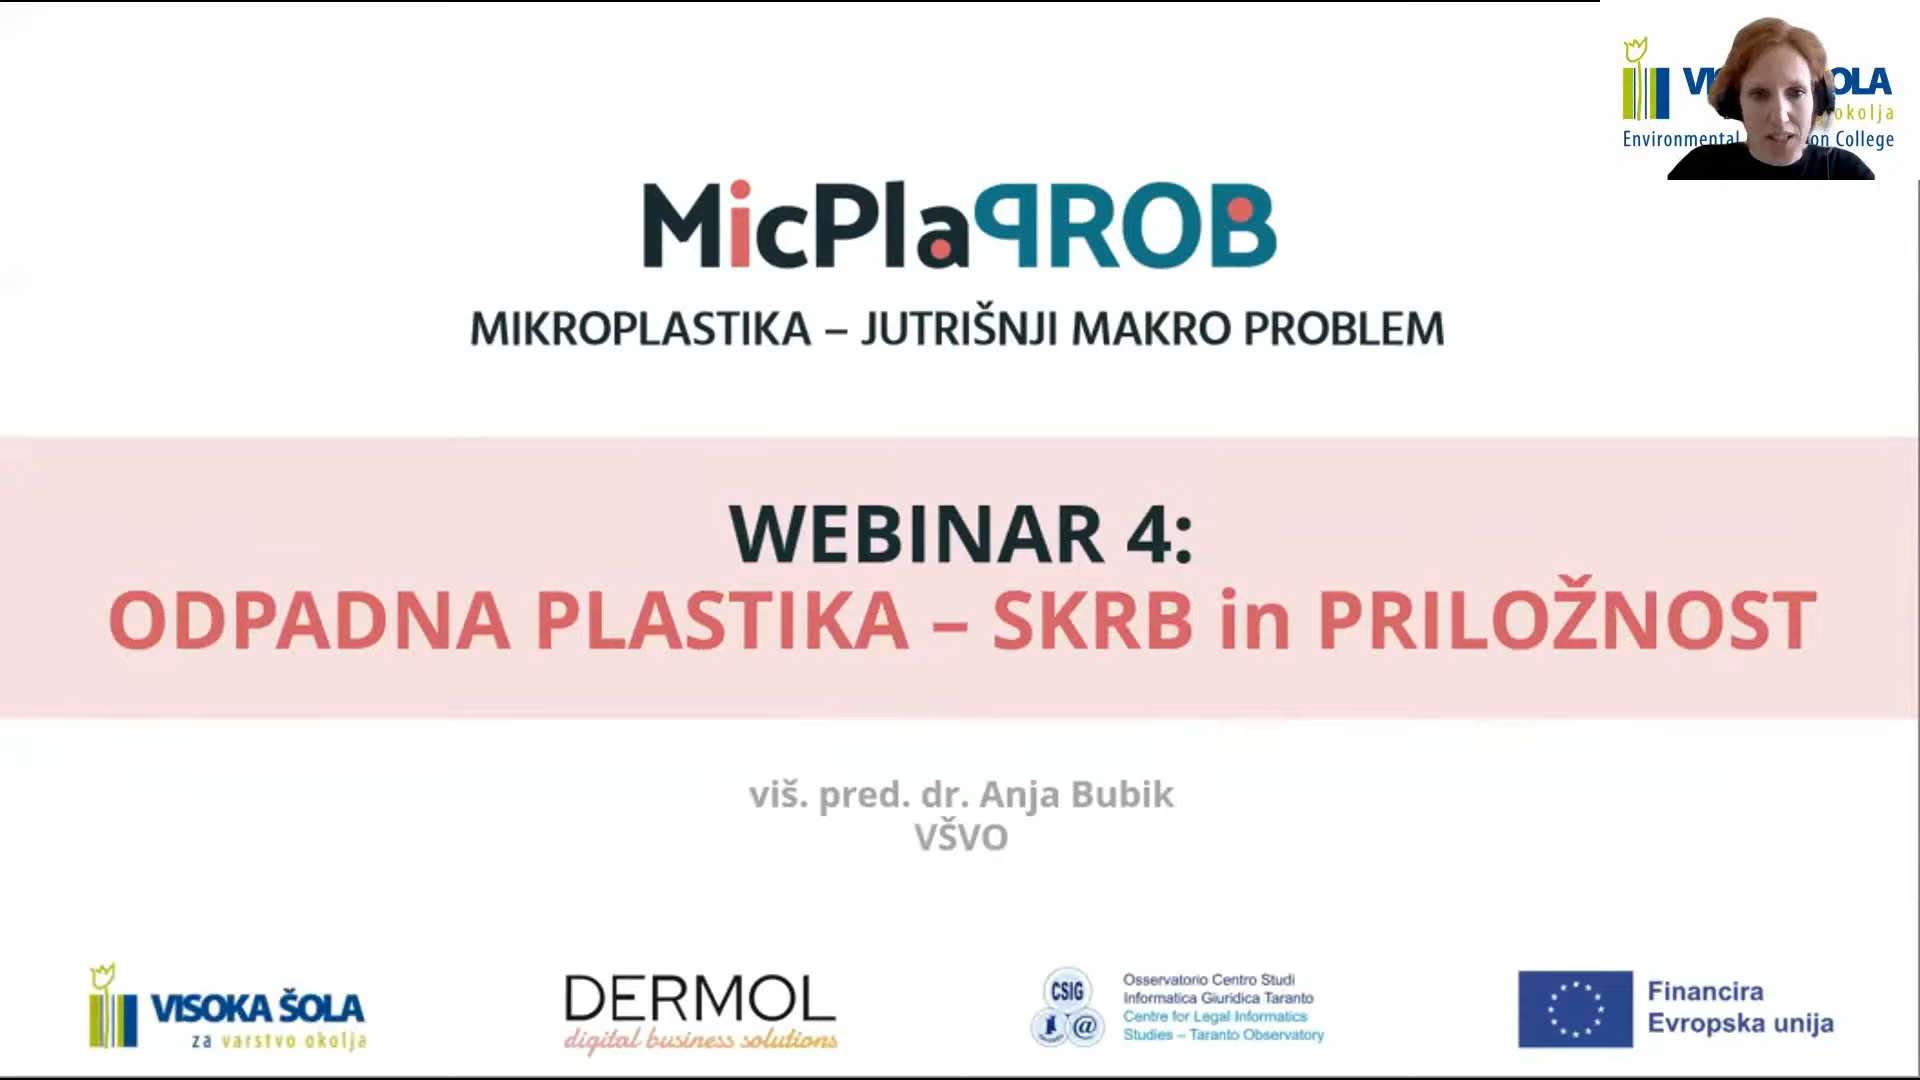 VISOKA ŠOLA
okolja
Environmental College
MicPlaPROB
MIKROPLASTIKA – JUTRIŠNJI MAKRO PROBLEM
WEBINAR 4:
ODPADNA PLASTIKA – SKRB in PRILOŽNOST
viš. pred. dr. Anja Bubik
VŠVO
VISOKA ŠOLA
za varstvo okolja
DERMOL
digital business solutions
CSIG
@
Osservatorio Centro Studi
Informatica Giuridica Taranto
Centre for Legal Informatics
Studies – Taranto Observatory
Financira
Evropska unija